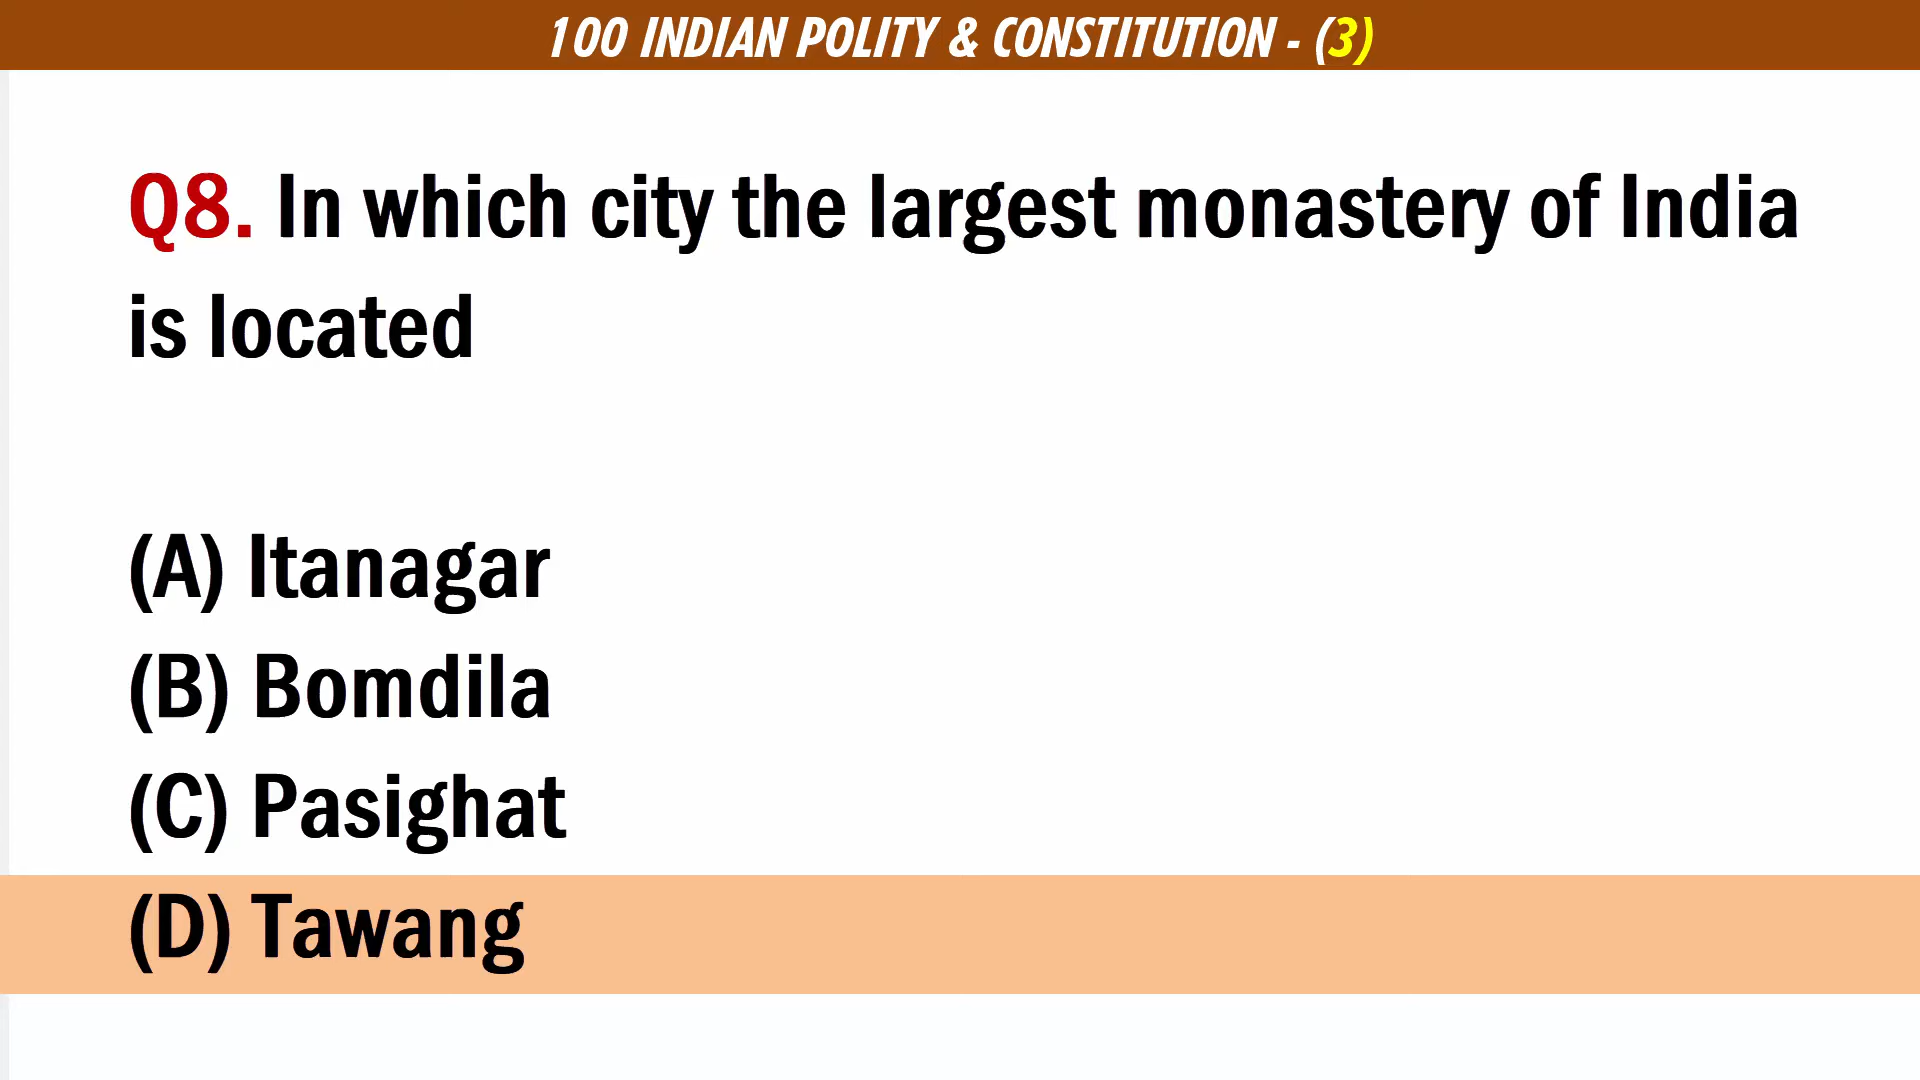 100 INDIAN POLITY & CONSTITUTION - (3)
Q8. In which city the largest monastery of India
is located
(A) Itanagar
(B) Bomdila
(C) Pasighat
(D) Tawang